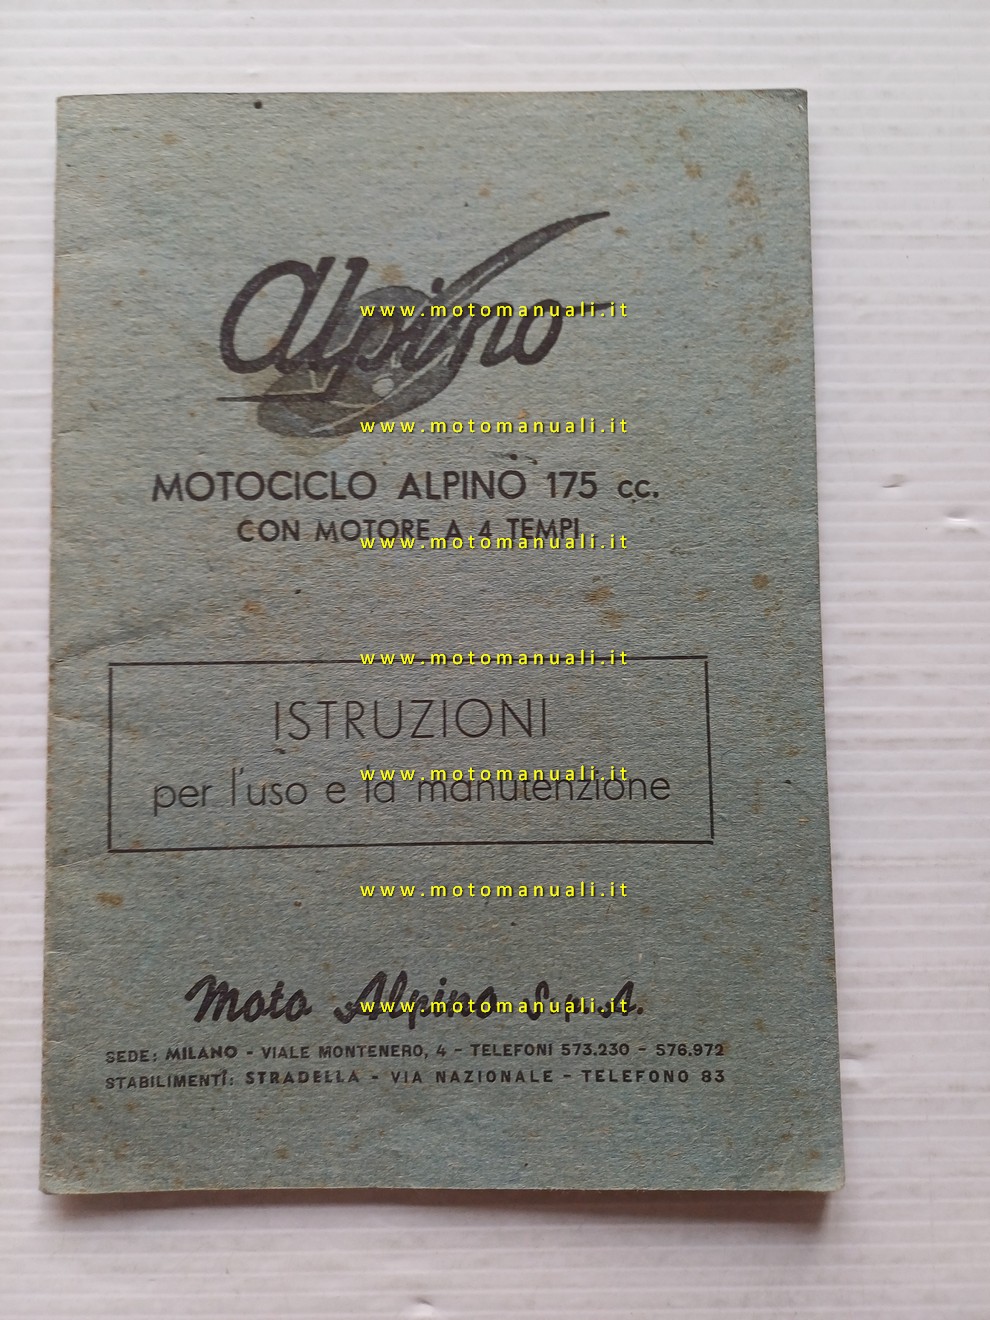 Alpino
www.motomanuali.it
www.motomanuali.it
MOTOCICLO ALPINO 175 cc.
CON MOTORE A 4 TEMPI
www.motomanuali.it
www.motomanuali.it
ISTRUZIONI
www.motomanuali.it
per l'uso e la manutenzione
www.motomanuali.it
Moto Alpino S.p.A.
www.motomanuali.it
SEDE: MILANO - VIALE MONTENERO, 4 - TELEFONI 573.230 - 576.972
STABILIMENTI: STRADELLA - VIA NAZIONALE - TELEFONO 83